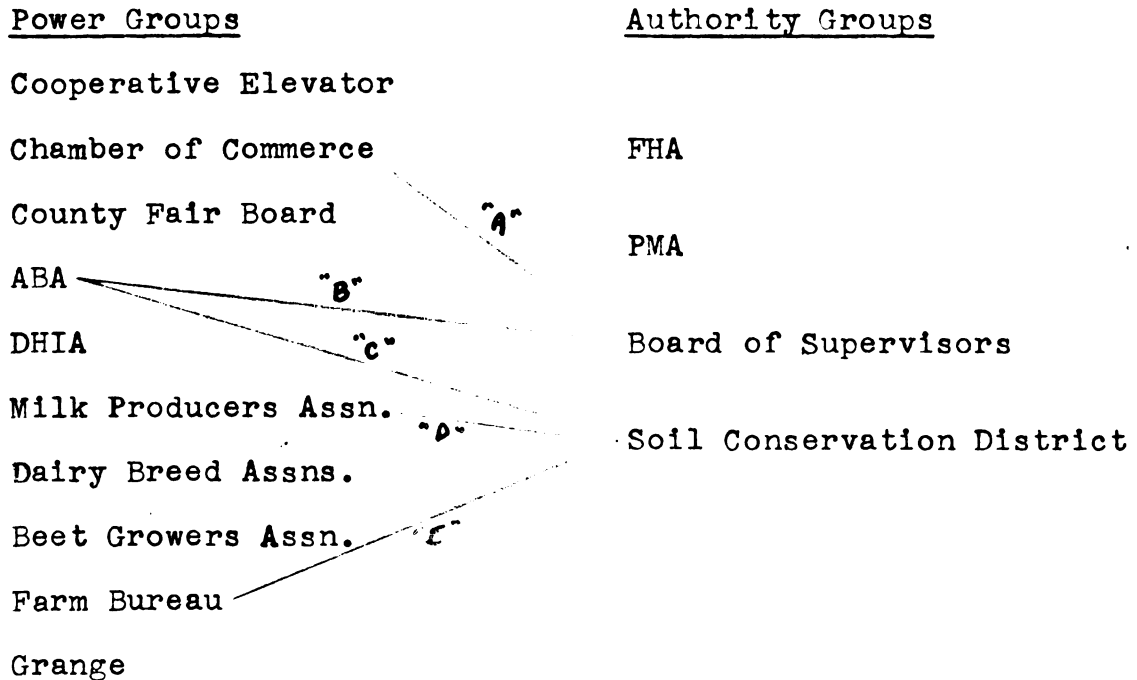 Power Groups Authority Groups
Cooperative Elevator
Chamber of Commerce FHA
"A"
County Fair Board
PMA
ABA
"B"
DHIA Board of Supervisors
"C"
Milk Producers Assn.
"D"
Soil Conservation District
Dairy Breed Assns.
Beet Growers Assn.
"E"
Farm Bureau
Grange